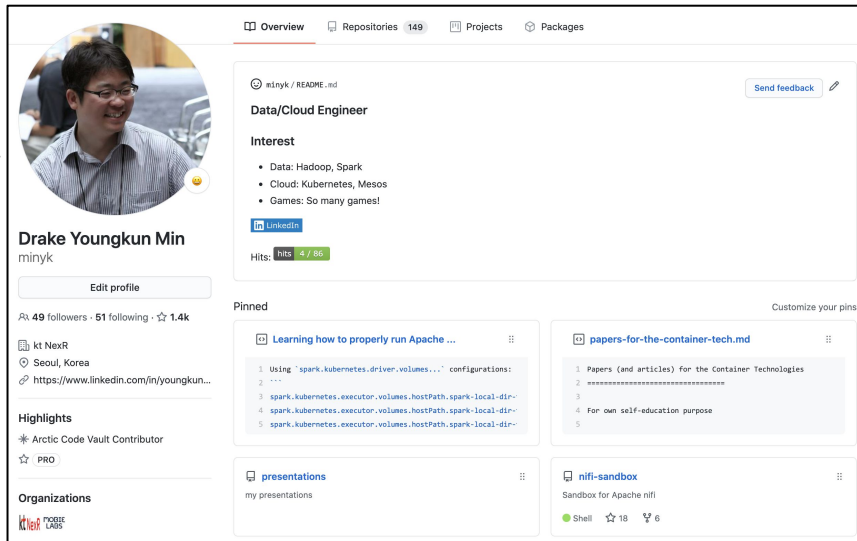 Overview
Repositories 149
Projects
Packages
minyk / README.md
Send feedback
Data/Cloud Engineer
Interest
Data: Hadoop, Spark
Cloud: Kubernetes, Mesos
Games: So many games!
in LinkedIn
Hits: hits 4 / 86
Drake Youngkun Min
minyk
Edit profile
49 followers · 51 following · 1.4k
kt NexR
Seoul, Korea
https://www.linkedin.com/in/youngkun...
Highlights
Arctic Code Vault Contributor
PRO
Organizations
kt NexR MOBIE LABS
Pinned
Customize your pins
Learning how to properly run Apache ...
1 Using `spark.kubernetes.driver.volumes...` configurations:
2 ```
3 spark.kubernetes.executor.volumes.hostPath.spark-local-dir-
4 spark.kubernetes.executor.volumes.hostPath.spark-local-dir-
5 spark.kubernetes.executor.volumes.hostPath.spark-local-dir-
papers-for-the-container-tech.md
1 Papers (and articles) for the Container Technologies
2 =================================
3
4 For own self-education purpose
5
presentations
my presentations
nifi-sandbox
Sandbox for Apache nifi
Shell 18 6